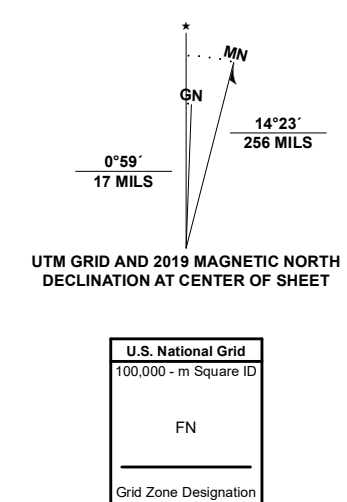 MN
GN
14°23´
256 MILS
0°59´
17 MILS
UTM GRID AND 2019 MAGNETIC NORTH
DECLINATION AT CENTER OF SHEET
U.S. National Grid
100,000 - m Square ID
FN
Grid Zone Designation